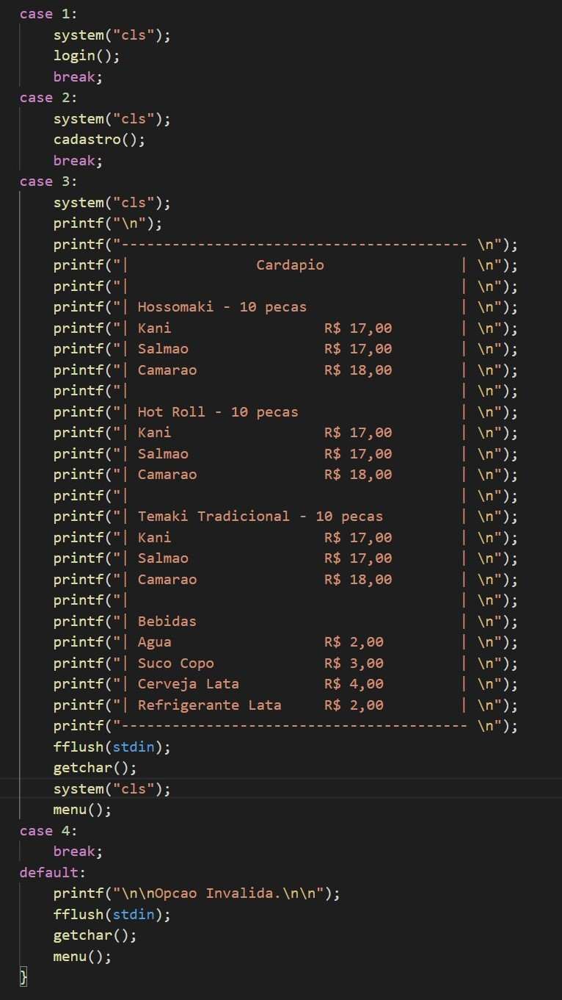 case 1:
    system("cls");
    login();
    break;
case 2:
    system("cls");
    cadastro();
    break;
case 3:
    system("cls");
    printf("\n");
    printf("----------------------------------------- \n");
    printf("|               Cardapio                | \n");
    printf("|                                       | \n");
    printf("| Hossomaki - 10 pecas                  | \n");
    printf("| Kani                  R$ 17,00        | \n");
    printf("| Salmao                R$ 17,00        | \n");
    printf("| Camarao               R$ 18,00        | \n");
    printf("|                                       | \n");
    printf("| Hot Roll - 10 pecas                   | \n");
    printf("| Kani                  R$ 17,00        | \n");
    printf("| Salmao                R$ 17,00        | \n");
    printf("| Camarao               R$ 18,00        | \n");
    printf("|                                       | \n");
    printf("| Temaki Tradicional - 10 pecas         | \n");
    printf("| Kani                  R$ 17,00        | \n");
    printf("| Salmao                R$ 17,00        | \n");
    printf("| Camarao               R$ 18,00        | \n");
    printf("|                                       | \n");
    printf("| Bebidas                               | \n");
    printf("| Agua                  R$ 2,00         | \n");
    printf("| Suco Copo             R$ 3,00         | \n");
    printf("| Cerveja Lata          R$ 4,00         | \n");
    printf("| Refrigerante Lata     R$ 2,00         | \n");
    printf("----------------------------------------- \n");
    fflush(stdin);
    getchar();
    system("cls");
    menu();
case 4:
    break;
default:
    printf("\n\nOpcao Invalida.\n\n");
    fflush(stdin);
    getchar();
    menu();
}